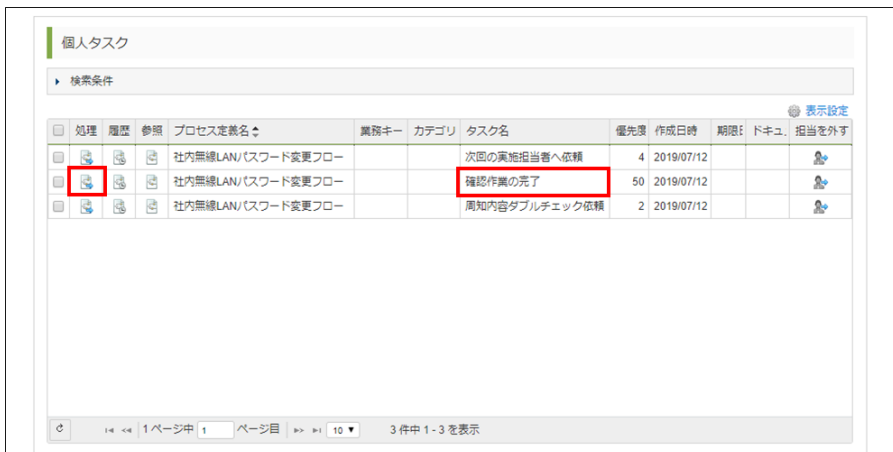 個人タスク
検索条件
表示設定
処理 履歴 参照 プロセス定義名 業務キー カテゴリ タスク名 優先度 作成日時 期限日 ドキュ. 担当を外す
社内無線LANパスワード変更フロー 次回の実施担当者へ依頼 4 2019/07/12
社内無線LANパスワード変更フロー 確認作業の完了 50 2019/07/12
社内無線LANパスワード変更フロー 周知内容ダブルチェック依頼 2 2019/07/12
1 ページ中 1 ページ目 10 3 件中 1 - 3 を表示